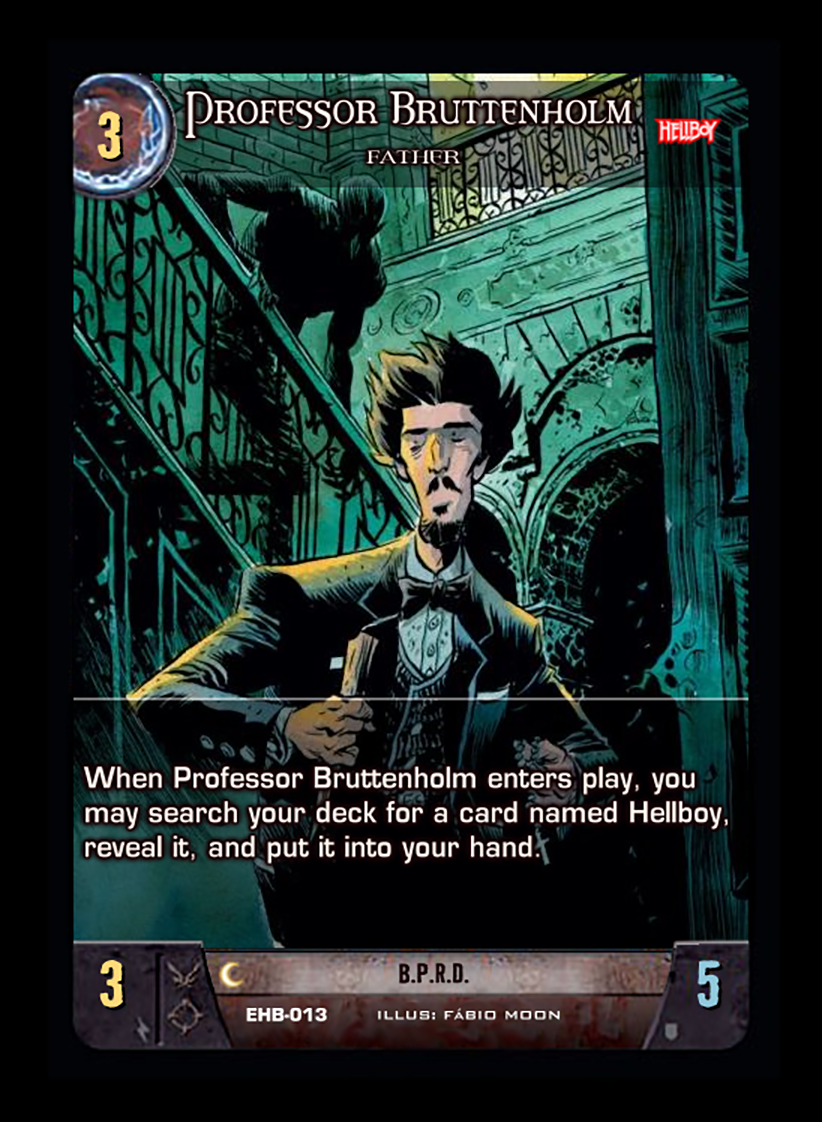 3
PROFESSOR BRUTTENHOLM
HELLBOY
FATHER
When Professor Bruttenholm enters play, you
may search your deck for a card named Hellboy,
reveal it, and put it into your hand.
3
B.P.R.D.
5
EHB-013
ILLUS: FÁBIO MOON